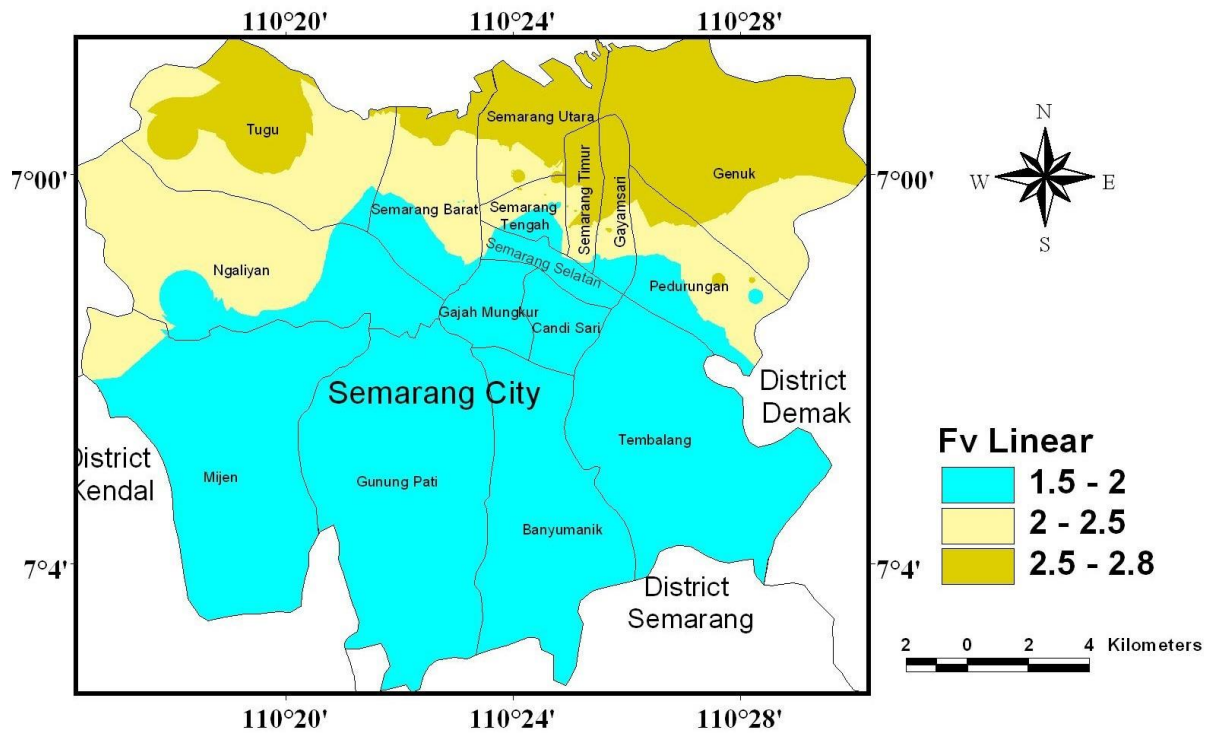 110°20' 110°24' 110°28'
Tugu
Semarang Utara
7°00'
Genuk
7°00'
N
W E
S
Semarang Timur
Gayamsari
Semarang Barat
Semarang
Tengah
Semarang Selatan
Ngaliyan
Pedurungan
Gajah Mungkur
Candi Sari
Semarang City
District
Demak
Tembalang
District
Kendal
Mijen
Gunung Pati
Banyumanik
7°4'
7°4'
District
Semarang
Fv Linear
1.5 - 2
2 - 2.5
2.5 - 2.8
2 0 2 4 Kilometers
110°20' 110°24' 110°28'